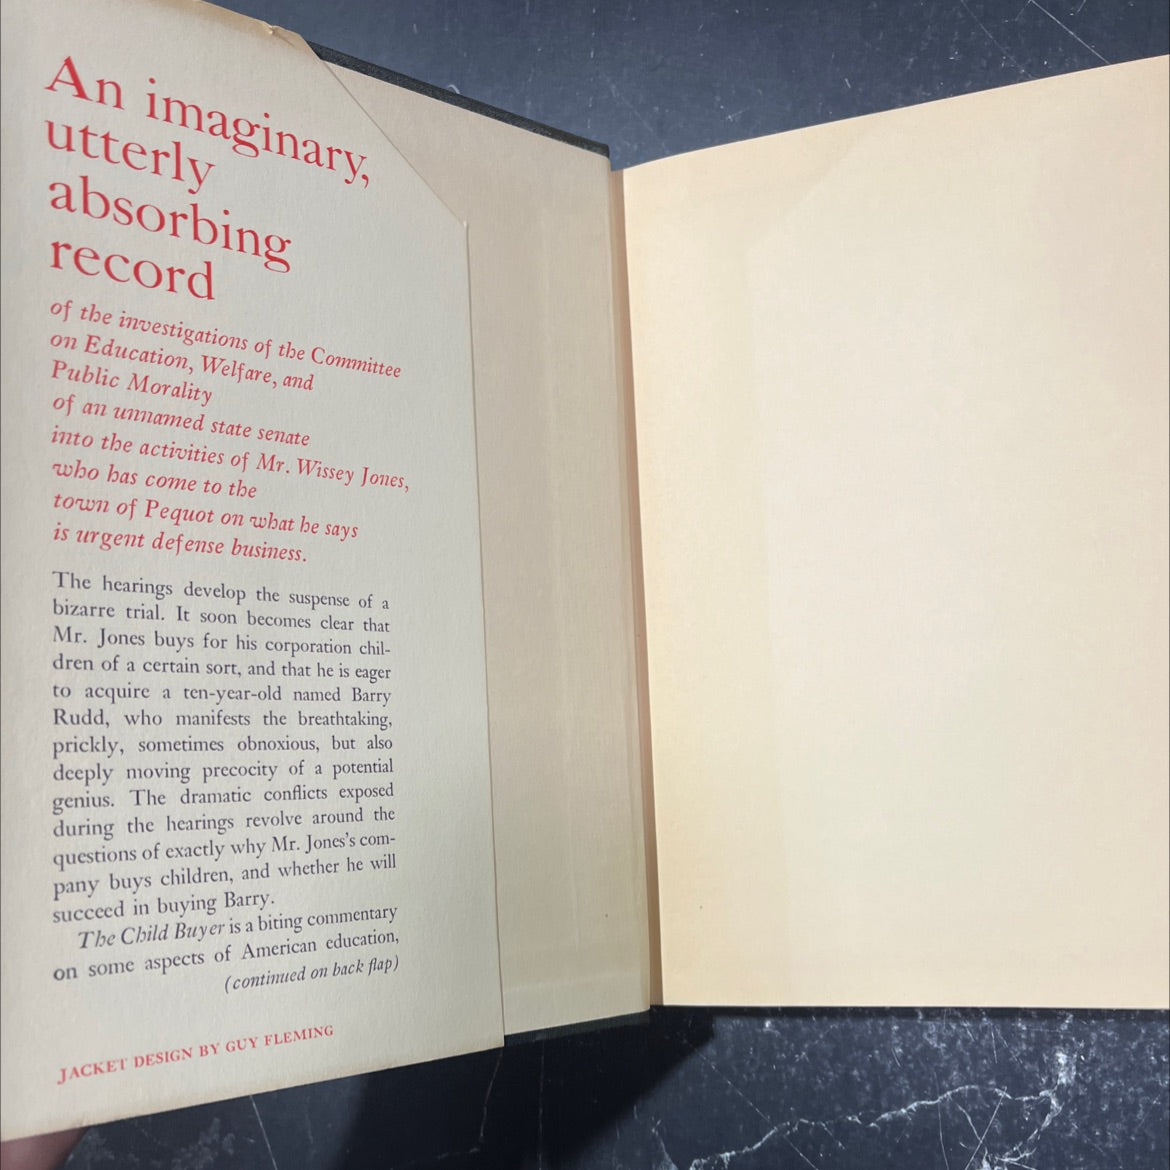 An imaginary,
utterly
absorbing
record
of the investigations of the Committee
on Education, Welfare, and
Public Morality
of an unnamed state senate
into the activities of Mr. Wissey Jones,
who has come to the
town of Pequot on what he says
is urgent defense business.
The hearings develop the suspense of a
bizarre trial. It soon becomes clear that
Mr. Jones buys for his corporation chil-
dren of a certain sort, and that he is eager
to acquire a ten-year-old named Barry
Rudd, who manifests the breathtaking,
prickly, sometimes obnoxious, but also
deeply moving precocity of a potential
genius. The dramatic conflicts exposed
during the hearings revolve around the
questions of exactly why Mr. Jones's com-
pany buys children, and whether he will
succeed in buying Barry.
The Child Buyer is a biting commentary
on some aspects of American education,
(continued on back flap)
JACKET DESIGN BY GUY FLEMING